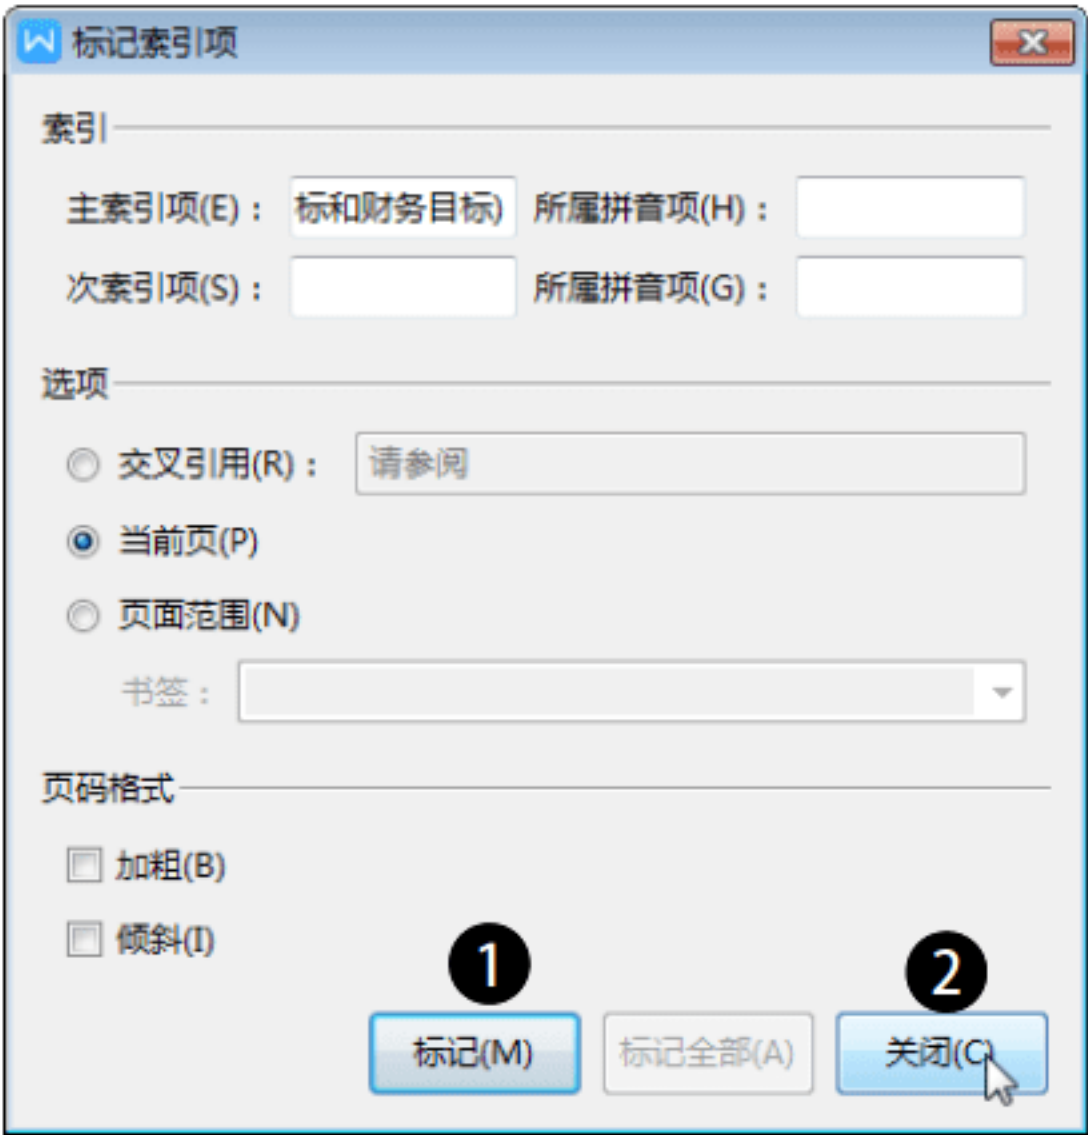 标记索引项
索引
主索引项(E)： 标和财务目标) 所属拼音项(H)：
次索引项(S)： 所属拼音项(G)：
选项
交叉引用(R)： 请参阅
当前页(P)
页面范围(N)
书签：
页码格式
加粗(B)
倾斜(I)
1 2
标记(M) 标记全部(A) 关闭(C)